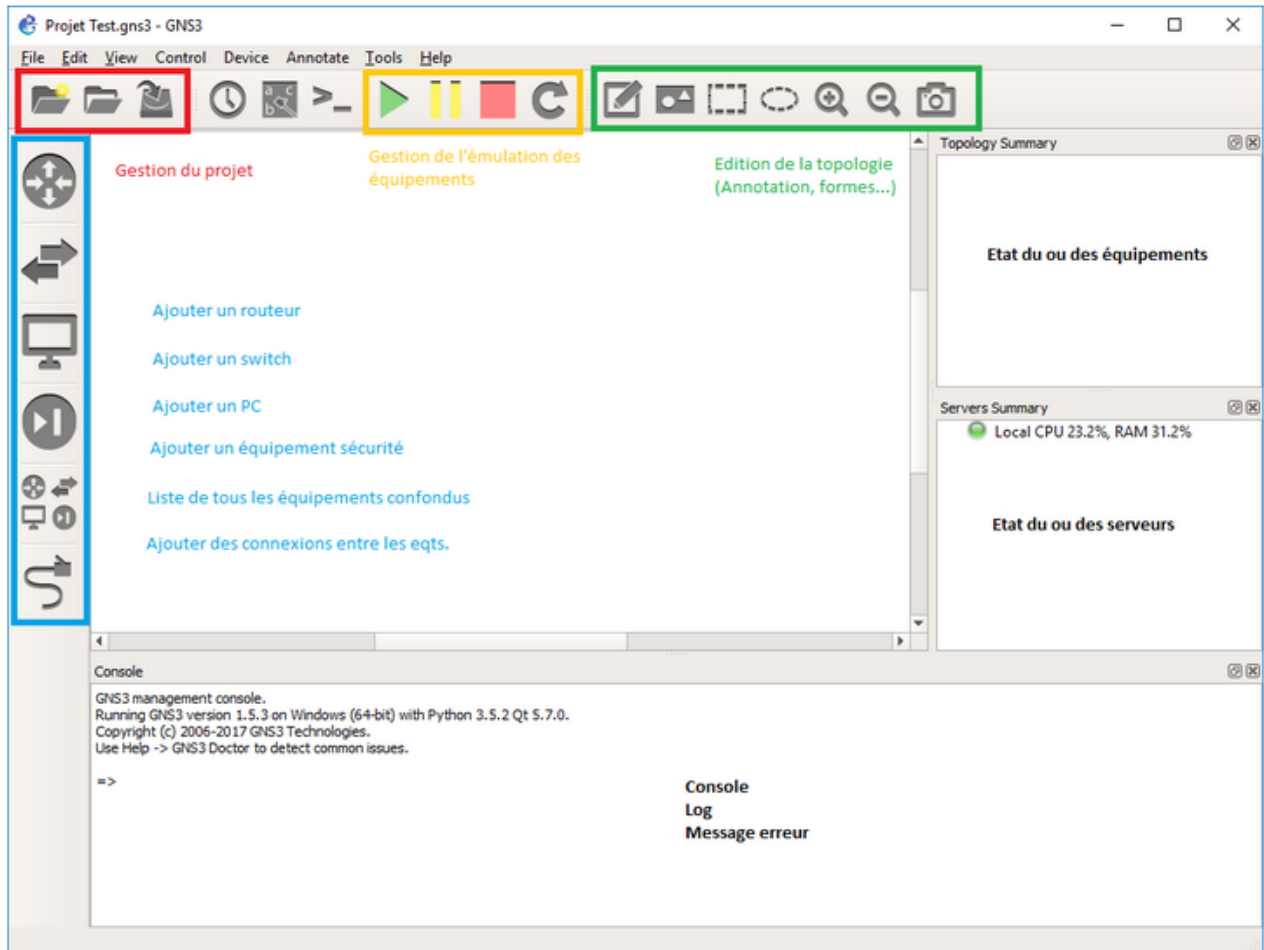 Projet Test.gns3 - GNS3
File Edit View Control Device Annotate Tools Help
Gestion du projet
Gestion de l'émulation des
équipements
Edition de la topologie
(Annotation, formes...)
Topology Summary
Etat du ou des équipements
Ajouter un routeur
Ajouter un switch
Ajouter un PC
Ajouter un équipement sécurité
Liste de tous les équipements confondus
Ajouter des connexions entre les eqts.
Servers Summary
Local CPU 23.2%, RAM 31.2%
Etat du ou des serveurs
Console
GNS3 management console.
Running GNS3 version 1.5.3 on Windows (64-bit) with Python 3.5.2 Qt 5.7.0.
Copyright (c) 2006-2017 GNS3 Technologies.
Use Help -> GNS3 Doctor to detect common issues.
=>
Console
Log
Message erreur